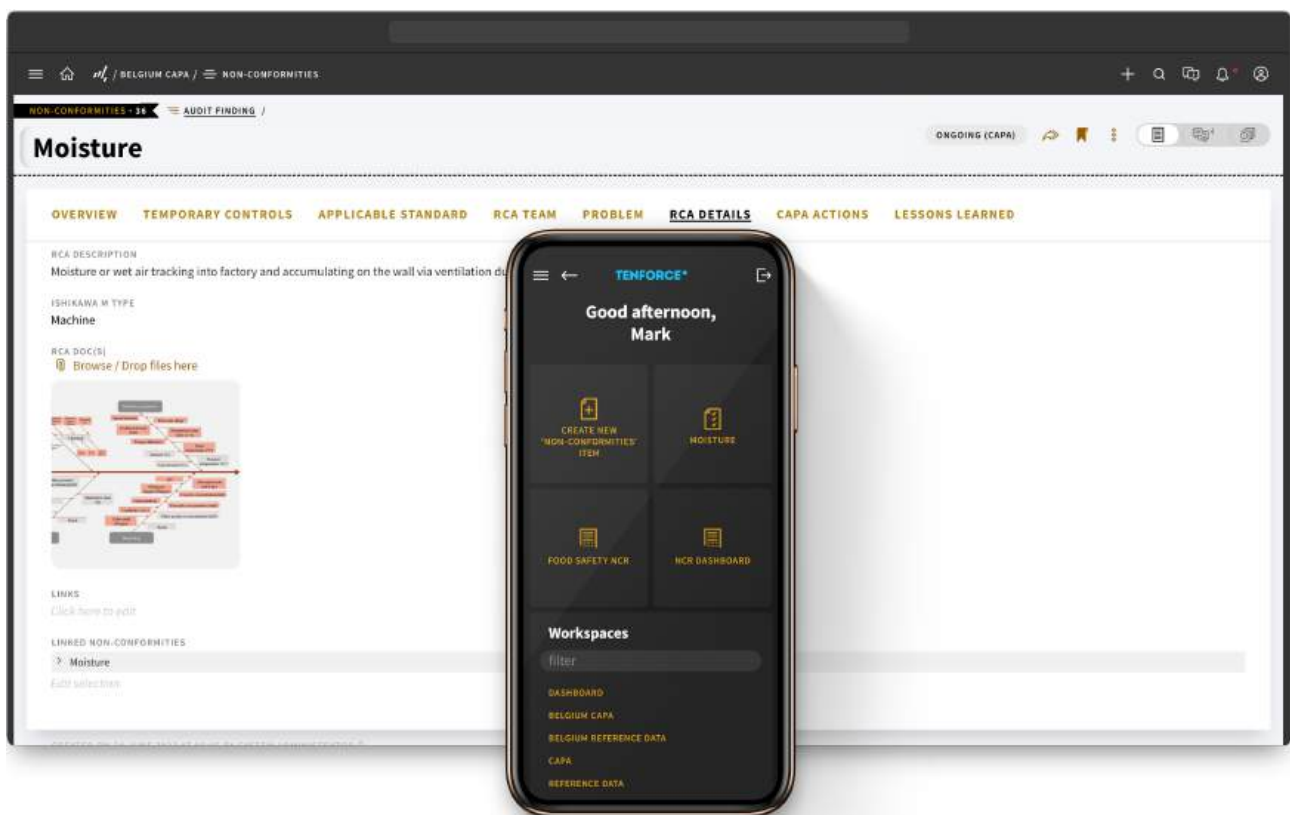 / BELGIUM CAPA / NON-CONFORMITIES
NON-CONFORMITIES - 36 AUDIT FINDING /
Moisture
ONGOING (CAPA)
OVERVIEW TEMPORARY CONTROLS APPLICABLE STANDARD RCA TEAM PROBLEM RCA DETAILS CAPA ACTIONS LESSONS LEARNED
RCA DESCRIPTION
Moisture or wet air tracking into factory and accumulating on the wall via ventilation
ISHIKAWA M TYPE
Machine
RCA DOC(S)
Browse / Drop files here
LINKS
Click here to edit
LINKED NON-CONFORMITIES
> Moisture
Edit selection
TENFORCE
Good afternoon,
Mark
CREATE NEW
'NON-CONFORMITIES'
ITEM
MOISTURE
FOOD SAFETY NCR
NCR DASHBOARD
Workspaces
filter
DASHBOARD
BELGIUM CAPA
BELGIUM REFERENCE DATA
CAPA
REFERENCE DATA